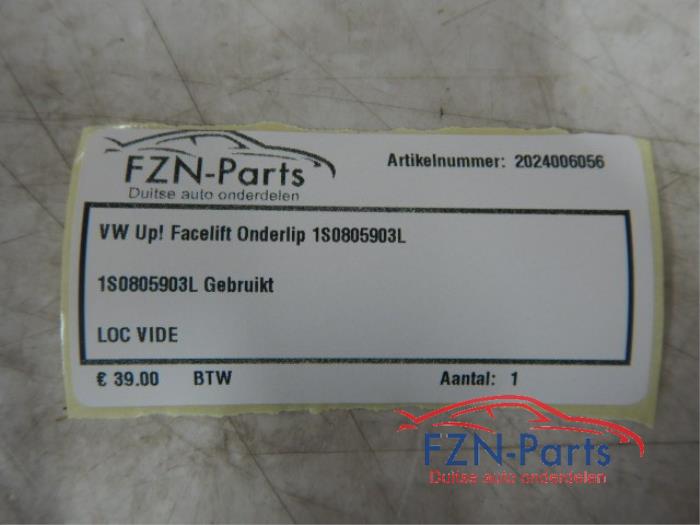 FZN-Parts
Duitse auto onderdelen
Artikelnummer: 2024006056
VW Up! Facelift Onderlip 1S0805903L
1S0805903L Gebruikt
LOC VIDE
€ 39.00 BTW Aantal: 1
FZN-Parts
Duitse auto onderdelen